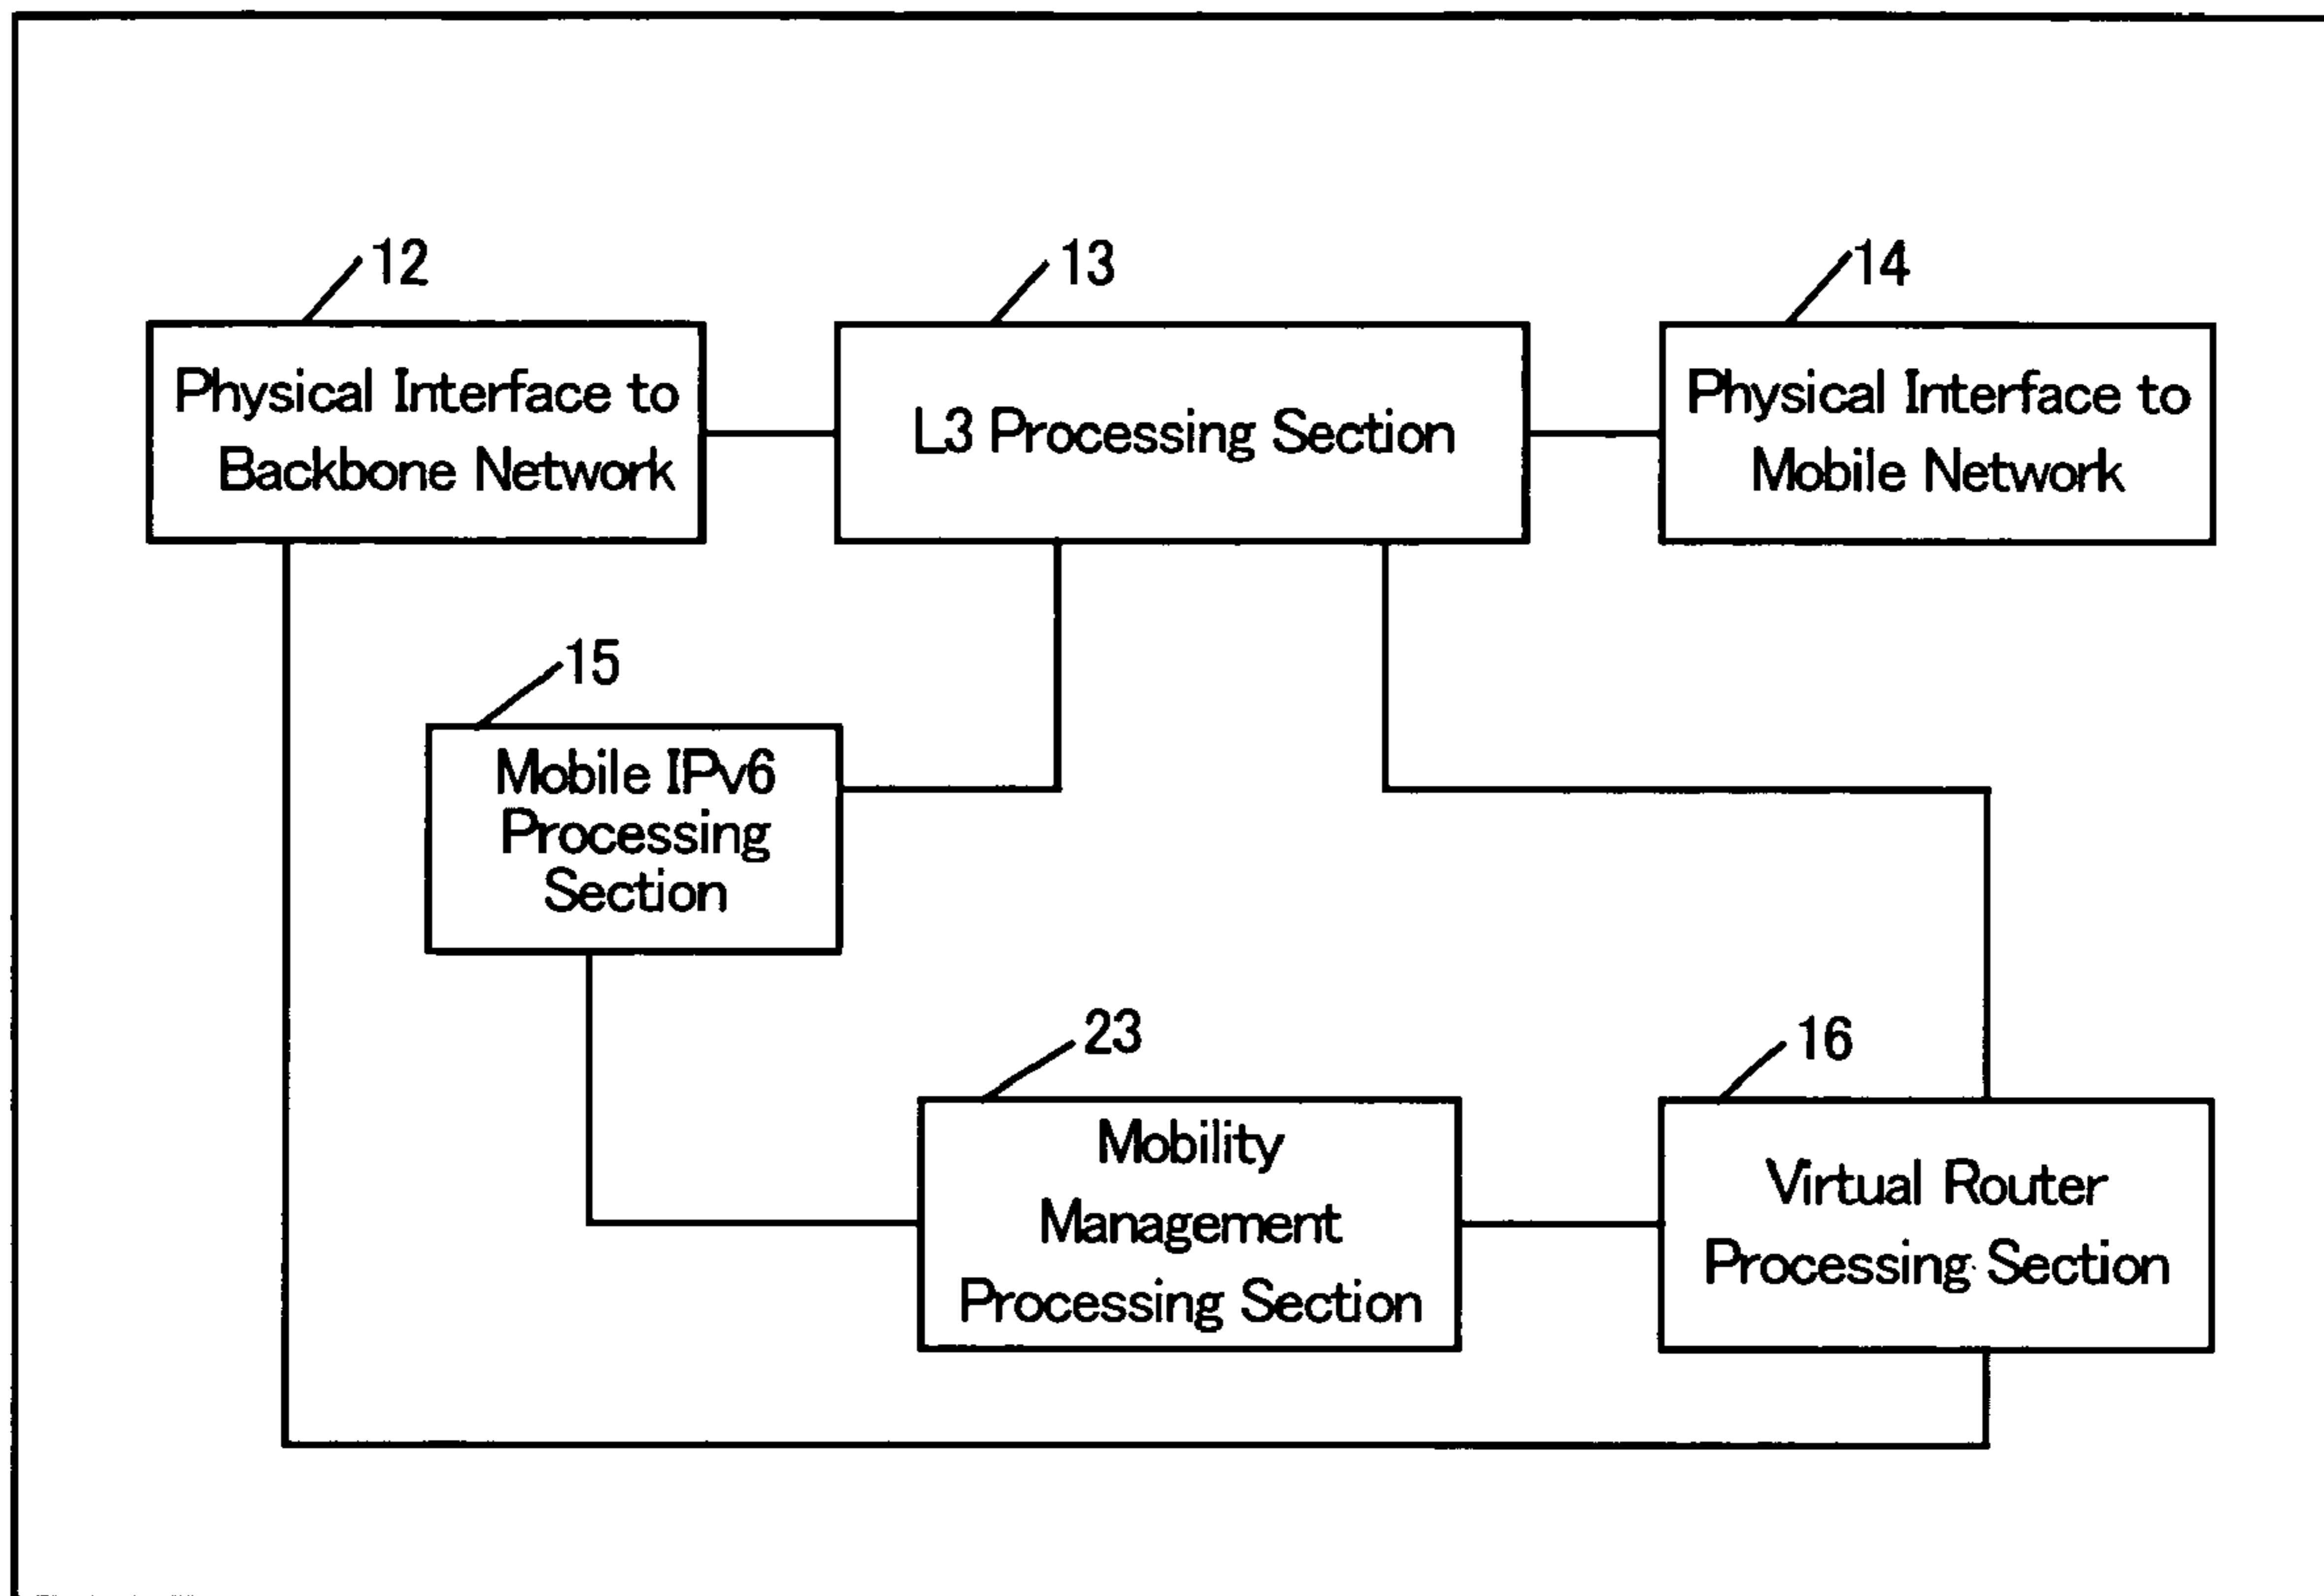 12
Physical Interface to
Backbone Network
13
L3 Processing Section
14
Physical Interface to
Mobile Network
15
Mobile IPv6
Processing
Section
23
Mobility
Management
Processing Section
16
Virtual Router
Processing Section